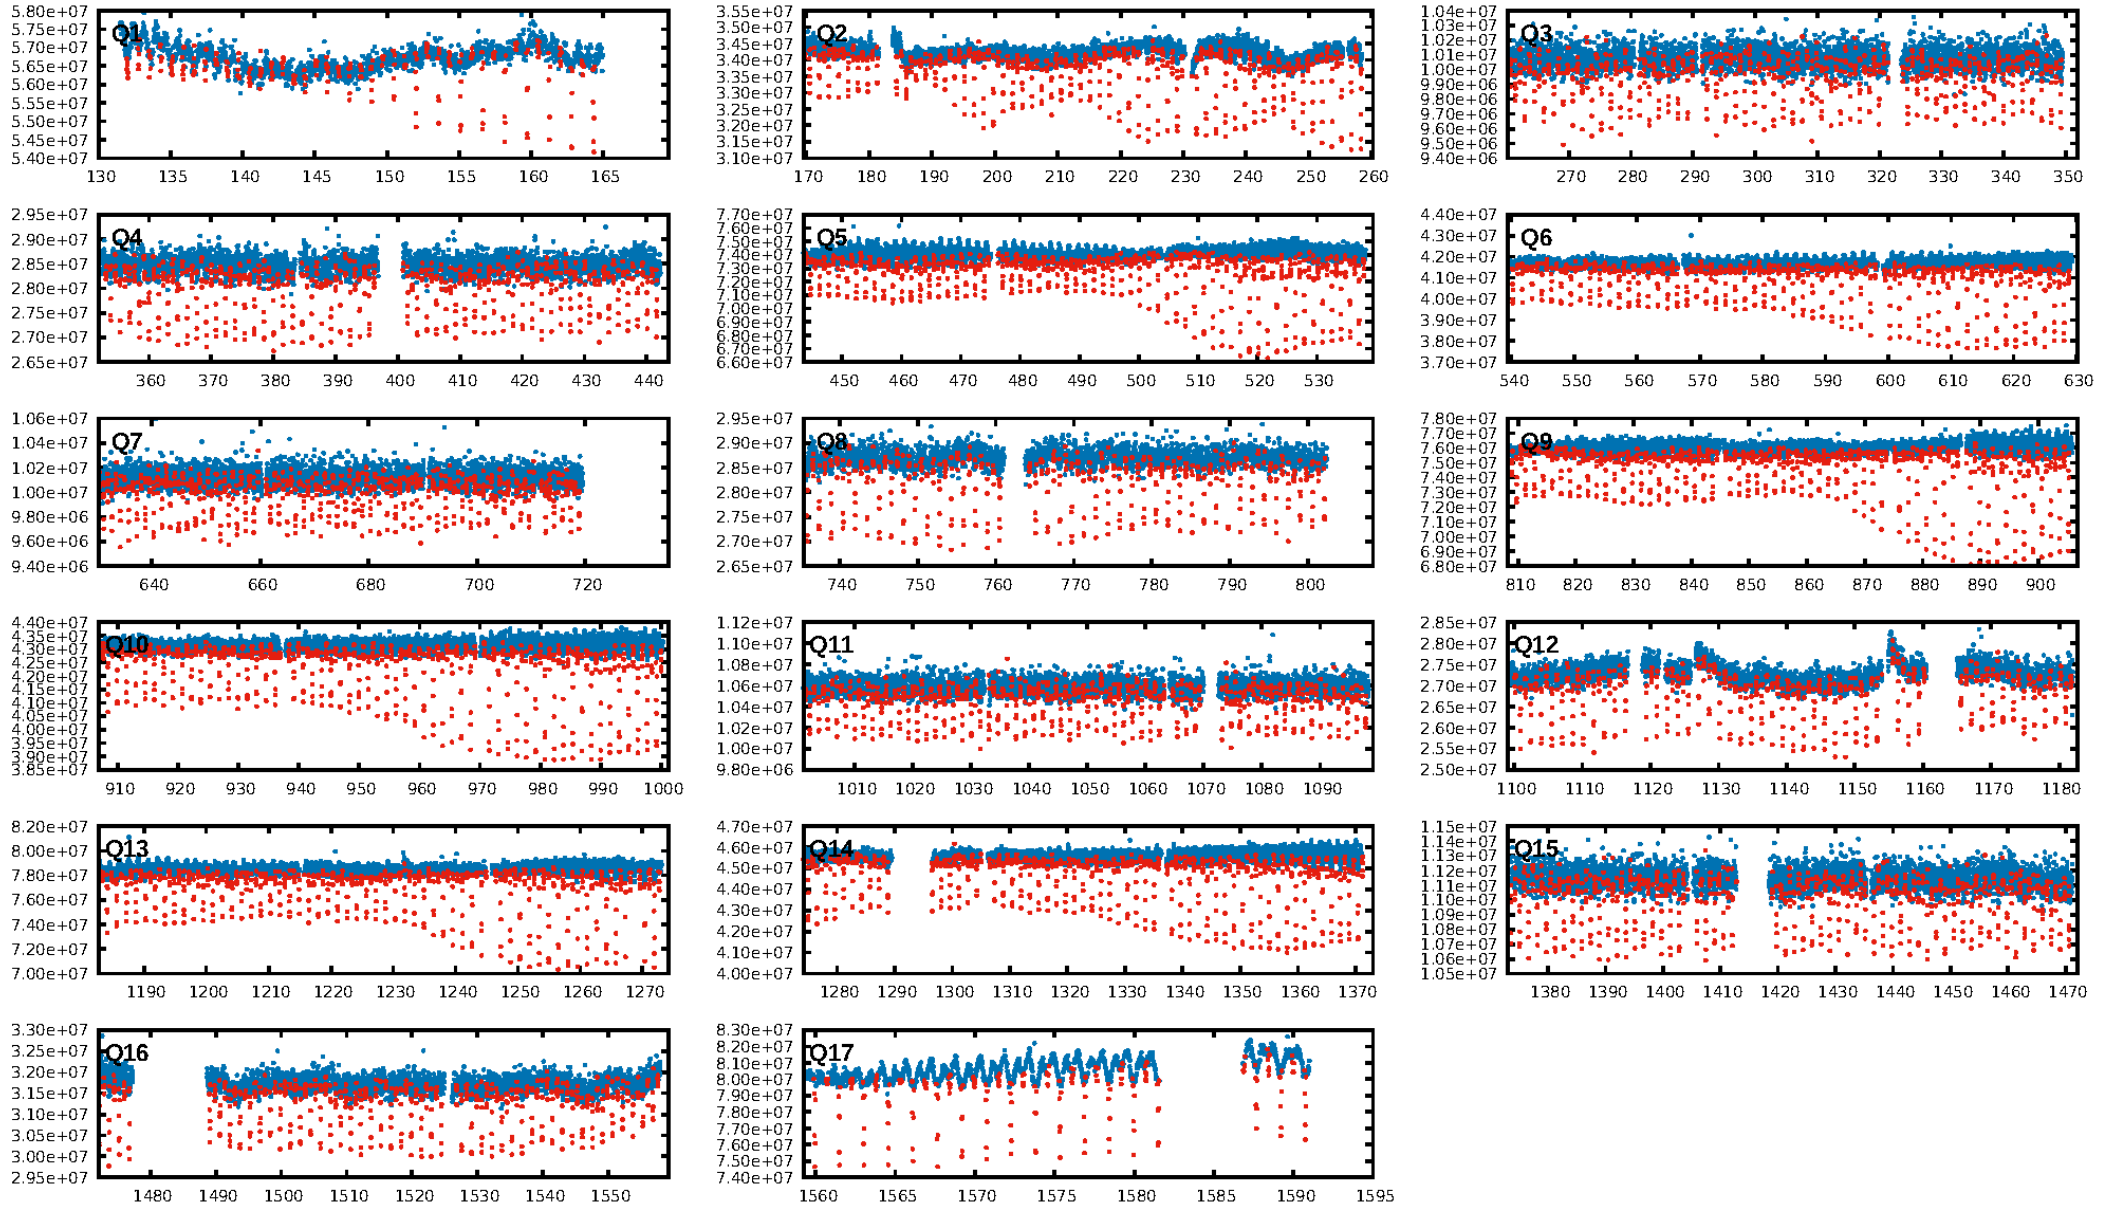 5.80e+07
5.75e+07
5.70e+07
5.65e+07
5.60e+07
5.55e+07
5.50e+07
5.45e+07
5.40e+07
Q1
130 135 140 145 150 155 160 165
3.55e+07
3.50e+07
3.45e+07
3.40e+07
3.35e+07
3.30e+07
3.25e+07
3.20e+07
3.15e+07
3.10e+07
Q2
170 180 190 200 210 220 230 240 250 260
1.04e+07
1.03e+07
1.02e+07
1.01e+07
1.00e+07
9.90e+06
9.80e+06
9.70e+06
9.60e+06
9.50e+06
9.40e+06
Q3
270 280 290 300 310 320 330 340 350
2.95e+07
2.90e+07
2.85e+07
2.80e+07
2.75e+07
2.70e+07
2.65e+07
Q4
360 370 380 390 400 410 420 430 440
7.70e+07
7.60e+07
7.50e+07
7.40e+07
7.30e+07
7.20e+07
7.10e+07
7.00e+07
6.90e+07
6.80e+07
6.70e+07
6.60e+07
Q5
450 460 470 480 490 500 510 520 530
4.40e+07
4.30e+07
4.20e+07
4.10e+07
4.00e+07
3.90e+07
3.80e+07
3.70e+07
Q6
540 550 560 570 580 590 600 610 620 630
1.06e+07
1.04e+07
1.02e+07
1.00e+07
9.80e+06
9.60e+06
9.40e+06
Q7
640 660 680 700 720
2.95e+07
2.90e+07
2.85e+07
2.80e+07
2.75e+07
2.70e+07
2.65e+07
Q8
740 750 760 770 780 790 800
7.80e+07
7.70e+07
7.60e+07
7.50e+07
7.40e+07
7.30e+07
7.20e+07
7.10e+07
7.00e+07
6.90e+07
6.80e+07
Q9
810 820 830 840 850 860 870 880 890 900
4.40e+07
4.35e+07
4.30e+07
4.25e+07
4.20e+07
4.15e+07
4.10e+07
4.05e+07
4.00e+07
3.95e+07
3.90e+07
3.85e+07
Q10
910 920 930 940 950 960 970 980 990 1000
1.12e+07
1.10e+07
1.08e+07
1.06e+07
1.04e+07
1.02e+07
1.00e+07
9.80e+06
Q11
1010 1020 1030 1040 1050 1060 1070 1080 1090
2.85e+07
2.80e+07
2.75e+07
2.70e+07
2.65e+07
2.60e+07
2.55e+07
2.50e+07
Q12
1100 1110 1120 1130 1140 1150 1160 1170 1180
8.20e+07
8.00e+07
7.80e+07
7.60e+07
7.40e+07
7.20e+07
7.00e+07
Q13
1190 1200 1210 1220 1230 1240 1250 1260 1270
4.70e+07
4.60e+07
4.50e+07
4.40e+07
4.30e+07
4.20e+07
4.10e+07
4.00e+07
Q14
1280 1290 1300 1310 1320 1330 1340 1350 1360 1370
1.15e+07
1.14e+07
1.13e+07
1.12e+07
1.11e+07
1.10e+07
1.09e+07
1.08e+07
1.07e+07
1.06e+07
1.05e+07
Q15
1380 1390 1400 1410 1420 1430 1440 1450 1460 1470
3.30e+07
3.25e+07
3.20e+07
3.15e+07
3.10e+07
3.05e+07
3.00e+07
2.95e+07
Q16
1480 1490 1500 1510 1520 1530 1540 1550
8.30e+07
8.20e+07
8.10e+07
8.00e+07
7.90e+07
7.80e+07
7.70e+07
7.60e+07
7.50e+07
7.40e+07
Q17
1560 1565 1570 1575 1580 1585 1590 1595